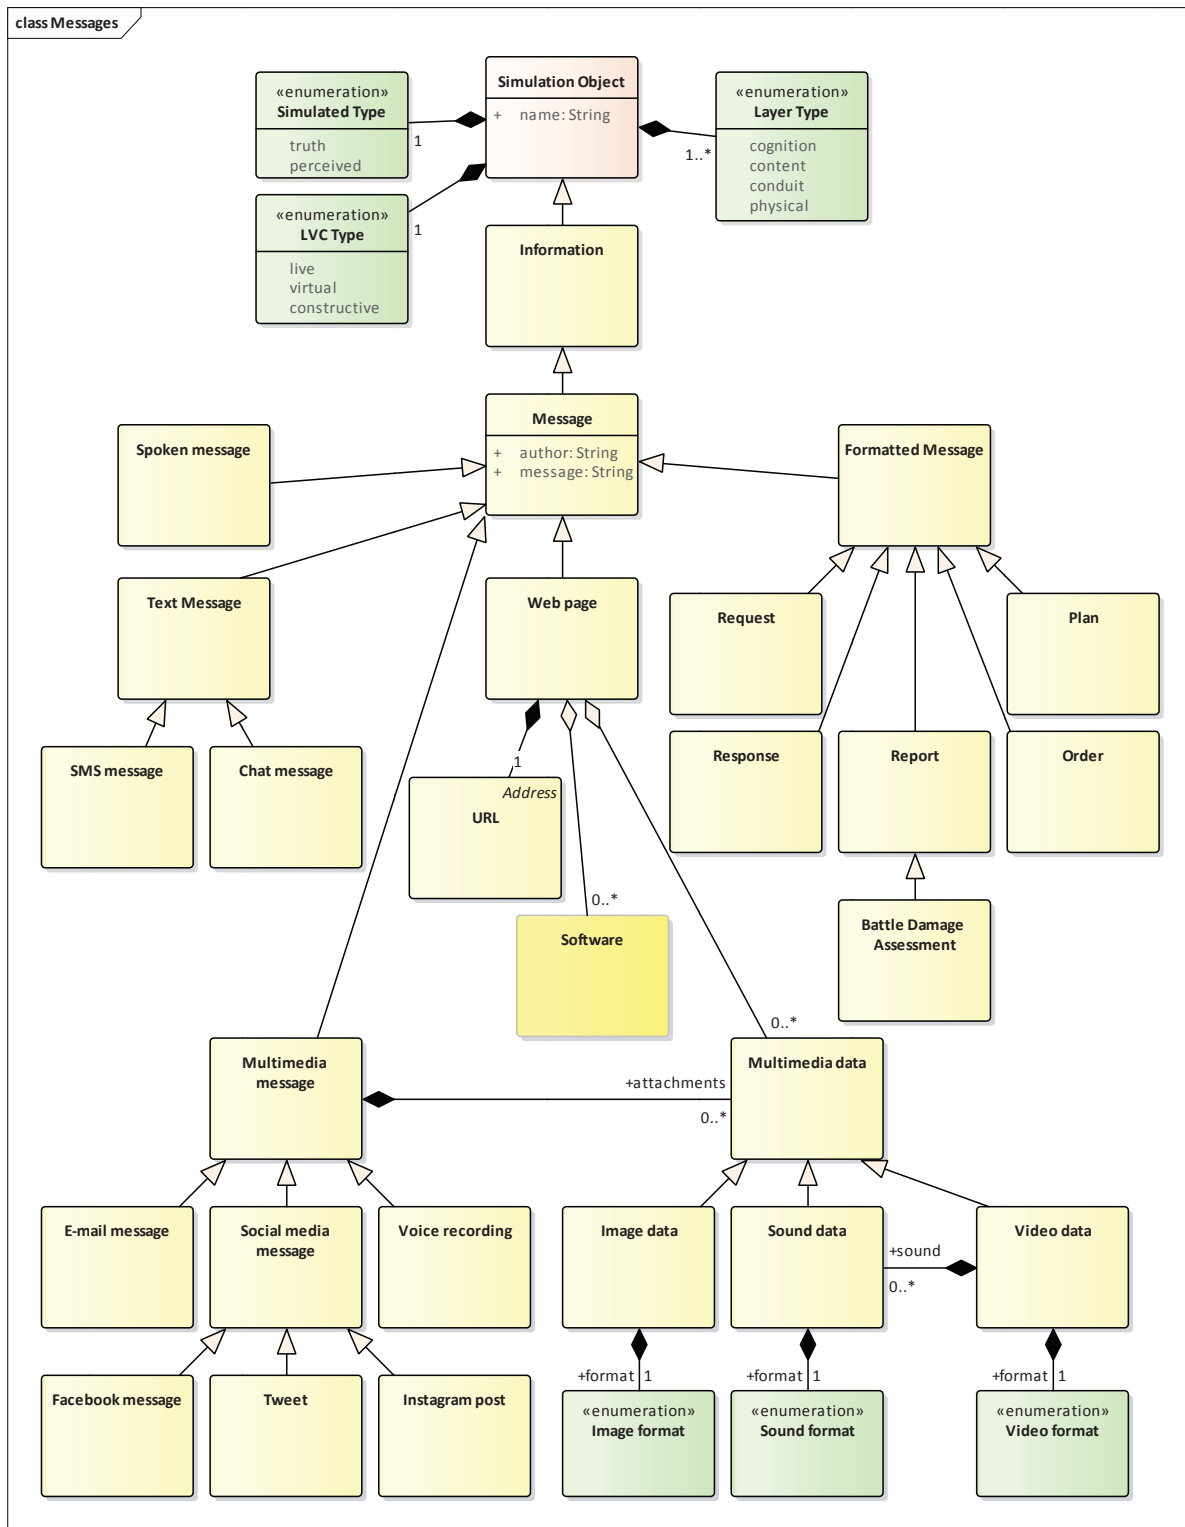 class Messages
«enumeration»
Simulated Type
truth
perceived
1
Simulation Object
+ name: String
«enumeration»
Layer Type
cognition
content
conduit
physical
1..*
«enumeration»
LVC Type
live
virtual
constructive
1
Information
Message
+ author: String
+ message: String
Spoken message
Formatted Message
Text Message
Web page
Request
Plan
SMS message
Chat message
1
Address
URL
Response
Report
Order
0..*
Software
Battle Damage
Assessment
0..*
Multimedia
message
+attachments
0..*
Multimedia data
E-mail message
Social media
message
Voice recording
Image data
Sound data
+sound
0..*
Video data
Facebook message
Tweet
Instagram post
+format 1
«enumeration»
Image format
+format 1
«enumeration»
Sound format
+format 1
«enumeration»
Video format